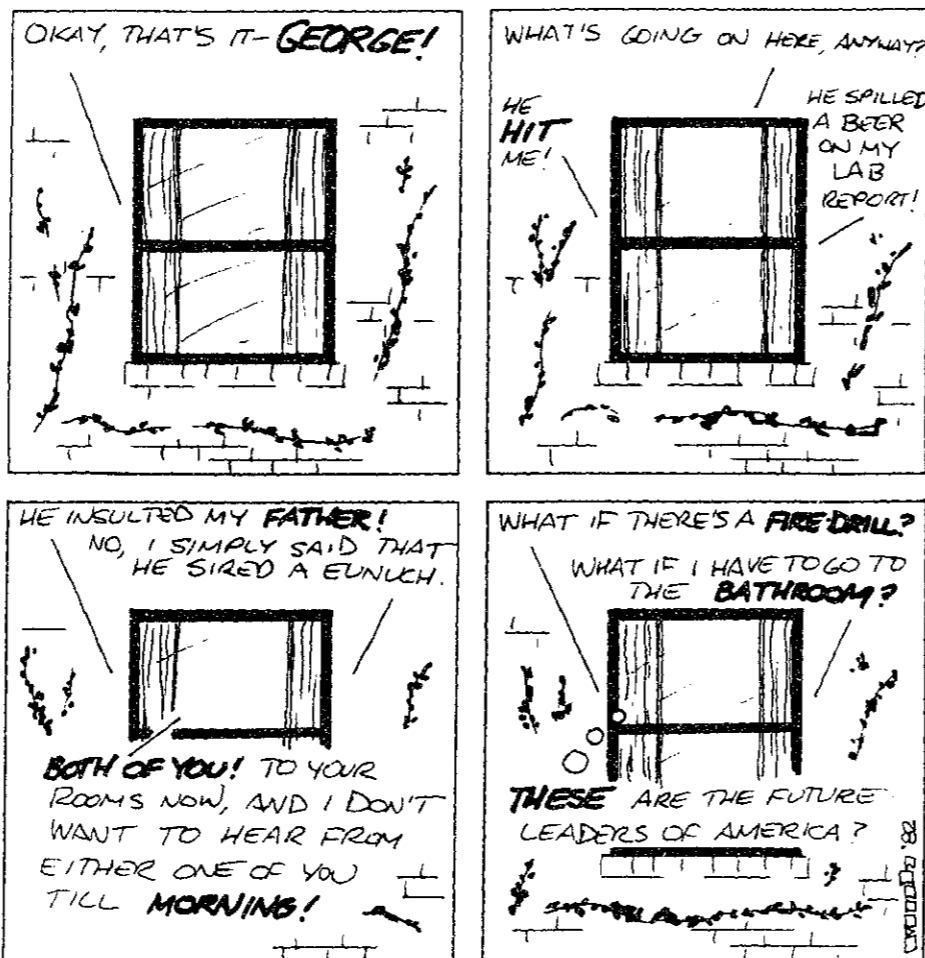 OKAY, THAT'S IT- GEORGE!
WHAT'S GOING ON HERE, ANYWAY?
HE
HIT
ME!
HE SPILLED
A BEER
ON MY
LAB
REPORT!
HE INSULTED MY FATHER!
NO, I SIMPLY SAID THAT
HE SIRED A EUNUCH.
BOTH OF YOU! TO YOUR
ROOMS NOW, AND I DON'T
WANT TO HEAR FROM
EITHER ONE OF YOU
TILL MORNING!
WHAT IF THERE'S A FIRE DRILL?
WHAT IF I HAVE TO GO TO
THE BATHROOM?
THESE ARE THE FUTURE
LEADERS OF AMERICA?
'82